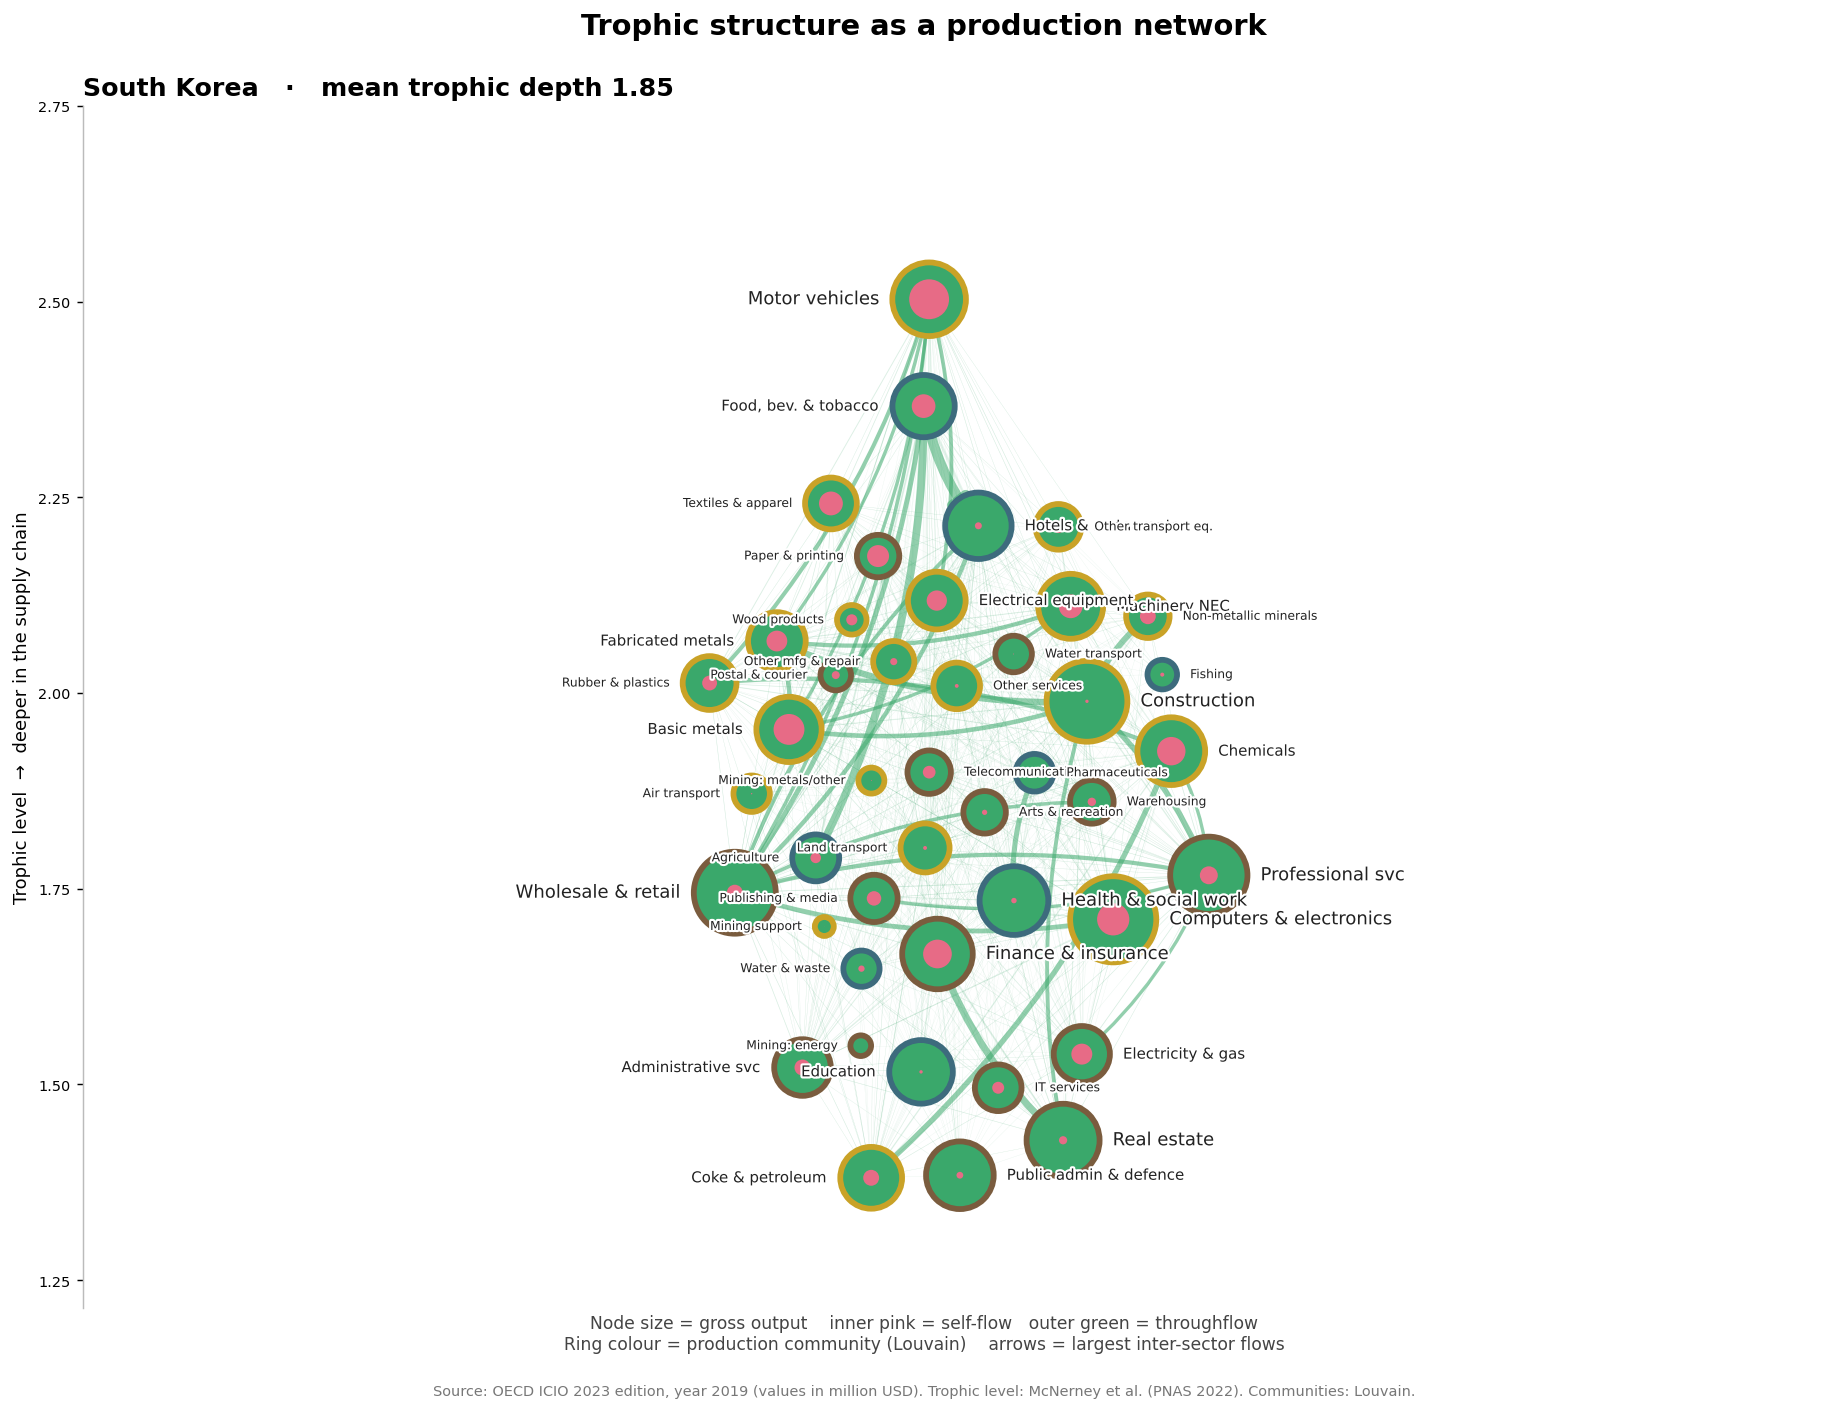 Trophic structure as a production network
South Korea · mean trophic depth 1.85
2.75
2.50
2.25
2.00
1.75
1.50
1.25
Trophic level → deeper in the supply chain
Motor vehicles
Food, bev. & tobacco
Textiles & apparel
Hotels &
Other transport eq.
Paper & printing
Electrical equipment
Machinery NEC
Non-metallic minerals
Wood products
Fabricated metals
Other mfg & repair
Water transport
Postal & courier
Fishing
Rubber & plastics
Other services
Construction
Basic metals
Chemicals
Telecommunicat
Pharmaceuticals
Mining: metals/other
Air transport
Warehousing
Arts & recreation
Land transport
Agriculture
Professional svc
Wholesale & retail
Publishing & media
Health & social work
Computers & electronics
Mining support
Finance & insurance
Water & waste
Mining: energy
Electricity & gas
Administrative svc
Education
IT services
Real estate
Public admin & defence
Coke & petroleum
Node size = gross output inner pink = self-flow outer green = throughflow
Ring colour = production community (Louvain) arrows = largest inter-sector flows
Source: OECD ICIO 2023 edition, year 2019 (values in million USD). Trophic level: McNerney et al. (PNAS 2022). Communities: Louvain.